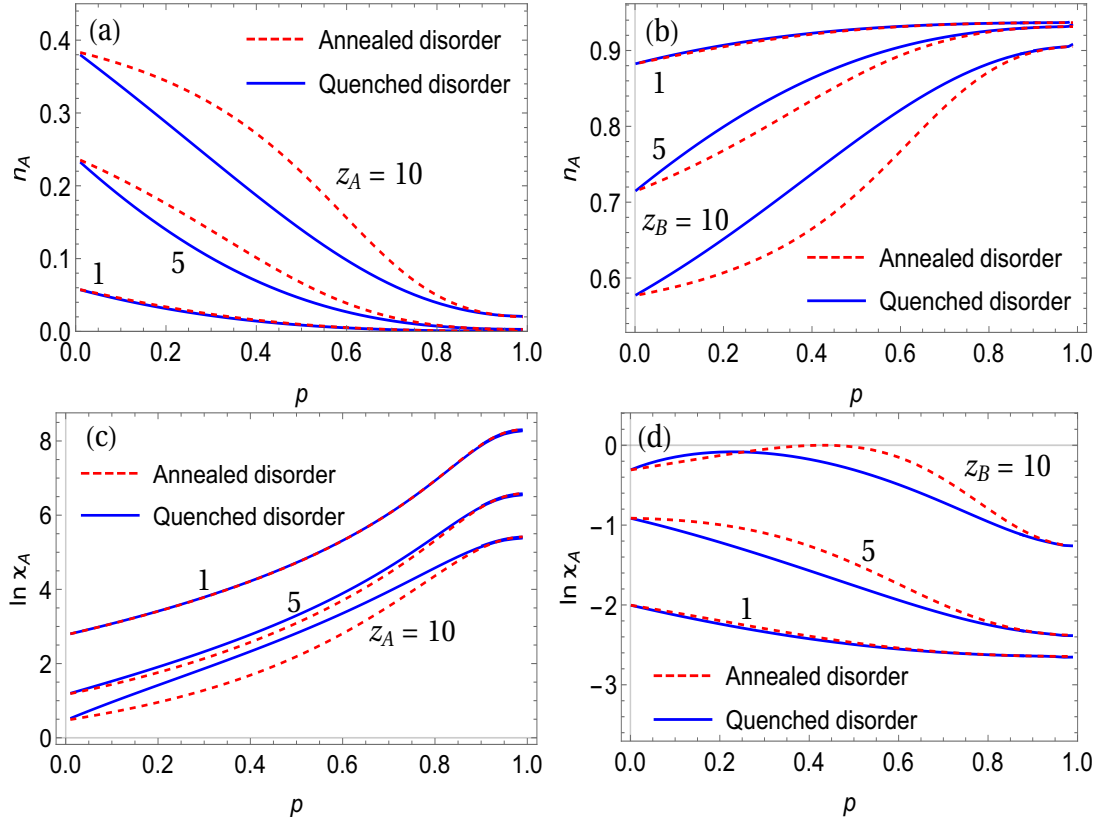 (a)
Annealed disorder
Quenched disorder
z_A = 10
5
1
n_A
0.4
0.3
0.2
0.1
0.0
0.0 0.2 0.4 0.6 0.8 1.0
p
(b)
1
5
z_B = 10
Annealed disorder
Quenched disorder
n_A
0.9
0.8
0.7
0.6
0.0 0.2 0.4 0.6 0.8 1.0
p
(c)
Annealed disorder
Quenched disorder
1
5
z_A = 10
ln ϰ_A
8
6
4
2
0
0.0 0.2 0.4 0.6 0.8 1.0
p
(d)
z_B = 10
5
1
Annealed disorder
Quenched disorder
ln ϰ_A
0
−1
−2
−3
0.0 0.2 0.4 0.6 0.8 1.0
p